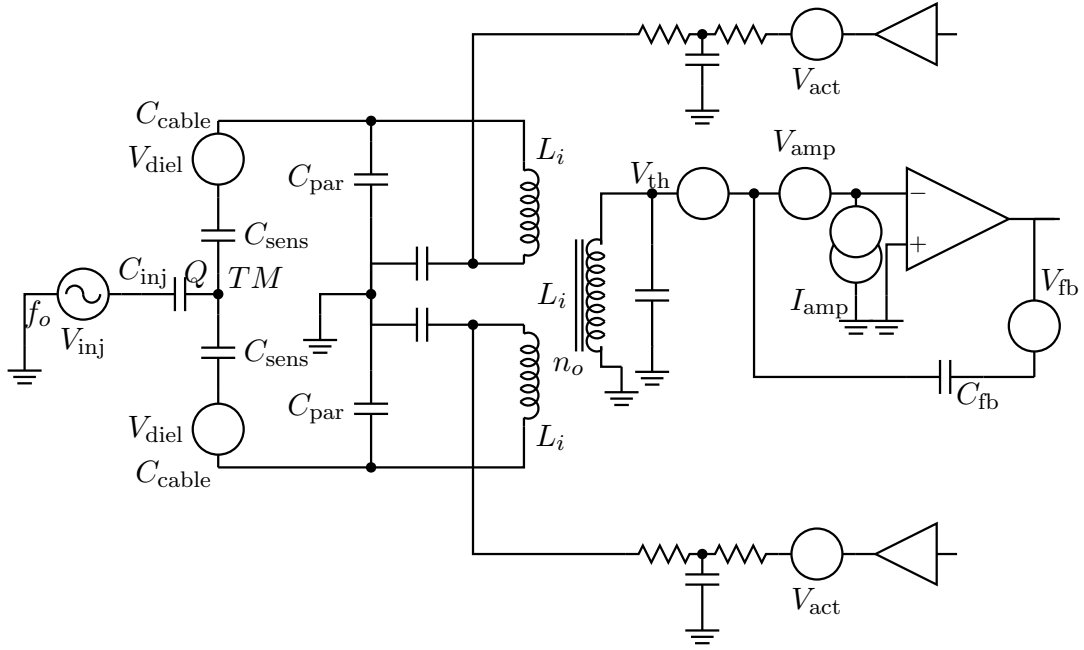 V_act
C_cable
V_amp
V_diel
L_i
C_par
V_th
−
C_sens
+
C_inj
Q
TM
f_o
V_inj
L_i
I_amp
V_fb
C_sens
n_o
C_par
C_fb
V_diel
L_i
C_cable
V_act